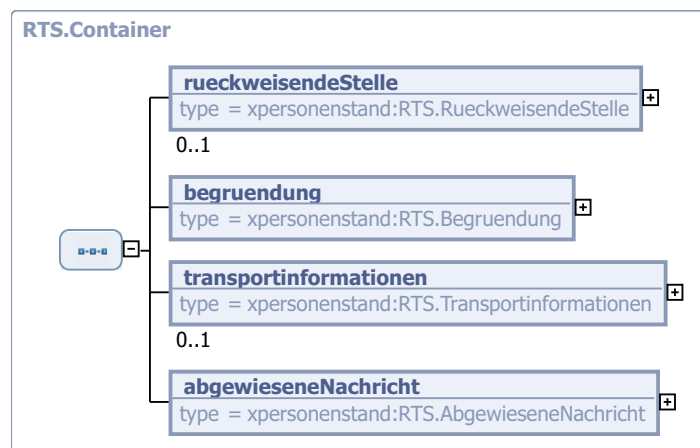 RTS.Container
rueckweisendeStelle
type = xpersonenstand:RTS.RueckweisendeStelle
0..1
begruendung
type = xpersonenstand:RTS.Begruendung
transportinformationen
type = xpersonenstand:RTS.Transportinformationen
0..1
abgewieseneNachricht
type = xpersonenstand:RTS.AbgewieseneNachricht